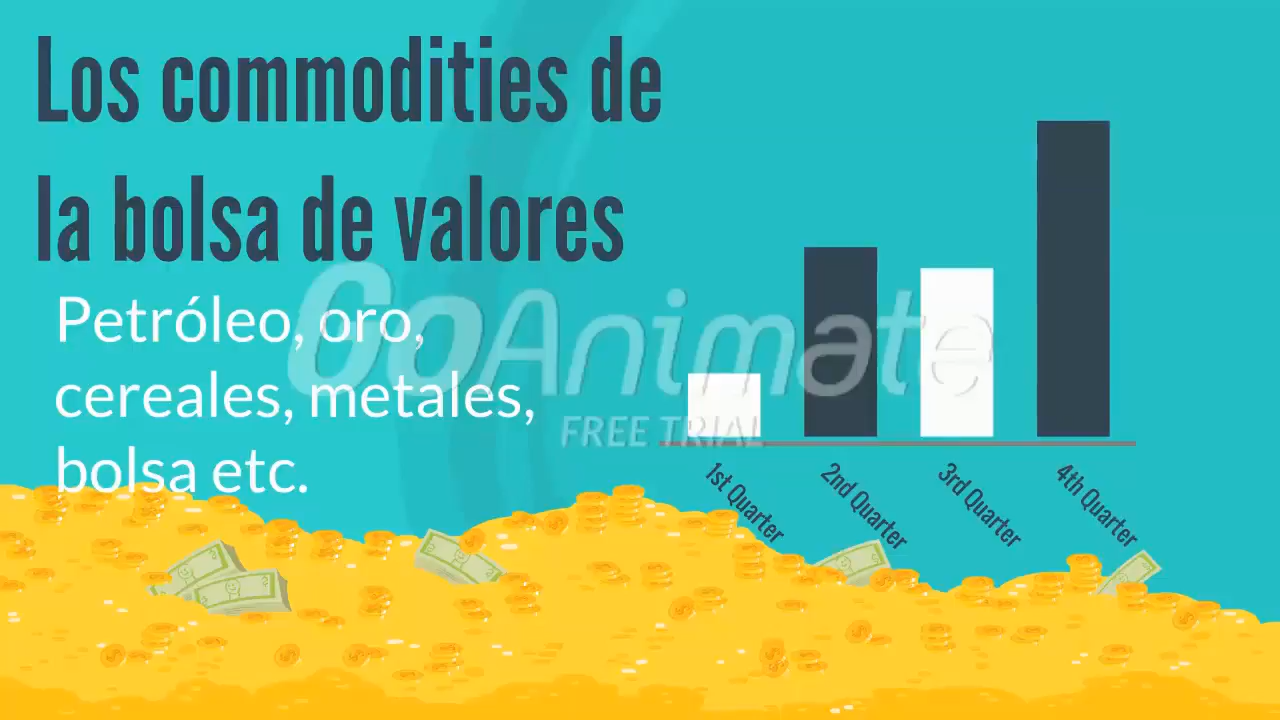 Los commodities de
la bolsa de valores
Petróleo, oro,
cereales, metales,
bolsa etc.
GoAnimate
FREE TRIAL
1st Quarter
2nd Quarter
3rd Quarter
4th Quarter